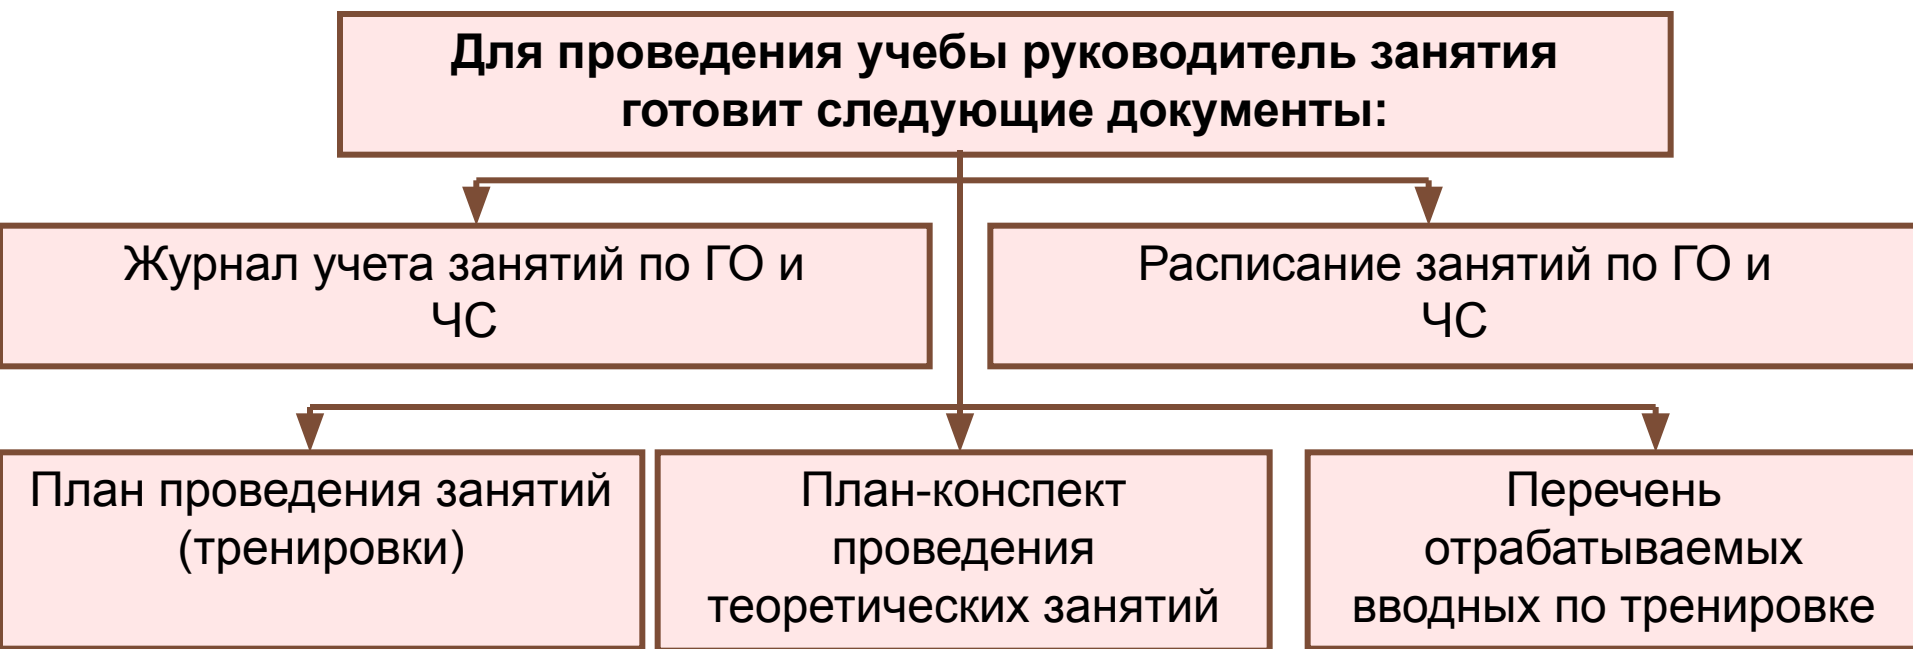 Для проведения учебы руководитель занятия
готовит следующие документы:
Журнал учета занятий по ГО и
ЧС
Расписание занятий по ГО и
ЧС
План проведения занятий
(тренировки)
План-конспект
проведения
теоретических занятий
Перечень
отрабатываемых
вводных по тренировке